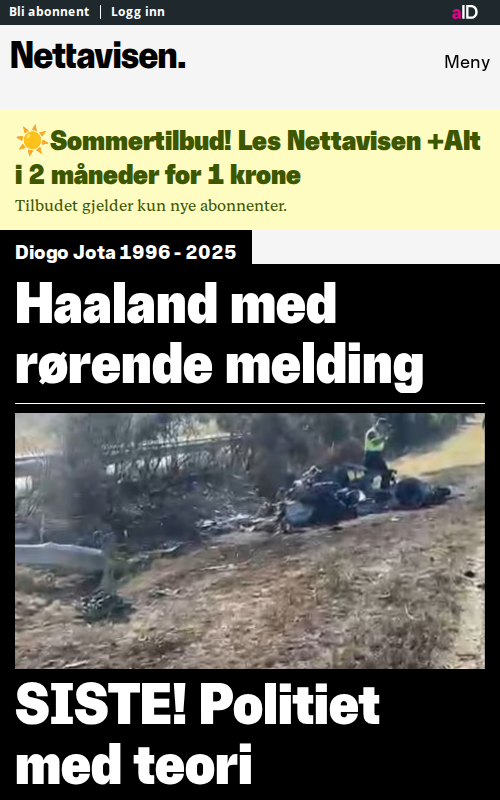 Bli abonnent | Logg inn
aID
Nettavisen.
Meny
☀️Sommertilbud! Les Nettavisen +Alt
i 2 måneder for 1 krone
Tilbudet gjelder kun nye abonnenter.
Diogo Jota 1996 - 2025
Haaland med
rørende melding
SISTE! Politiet
med teori